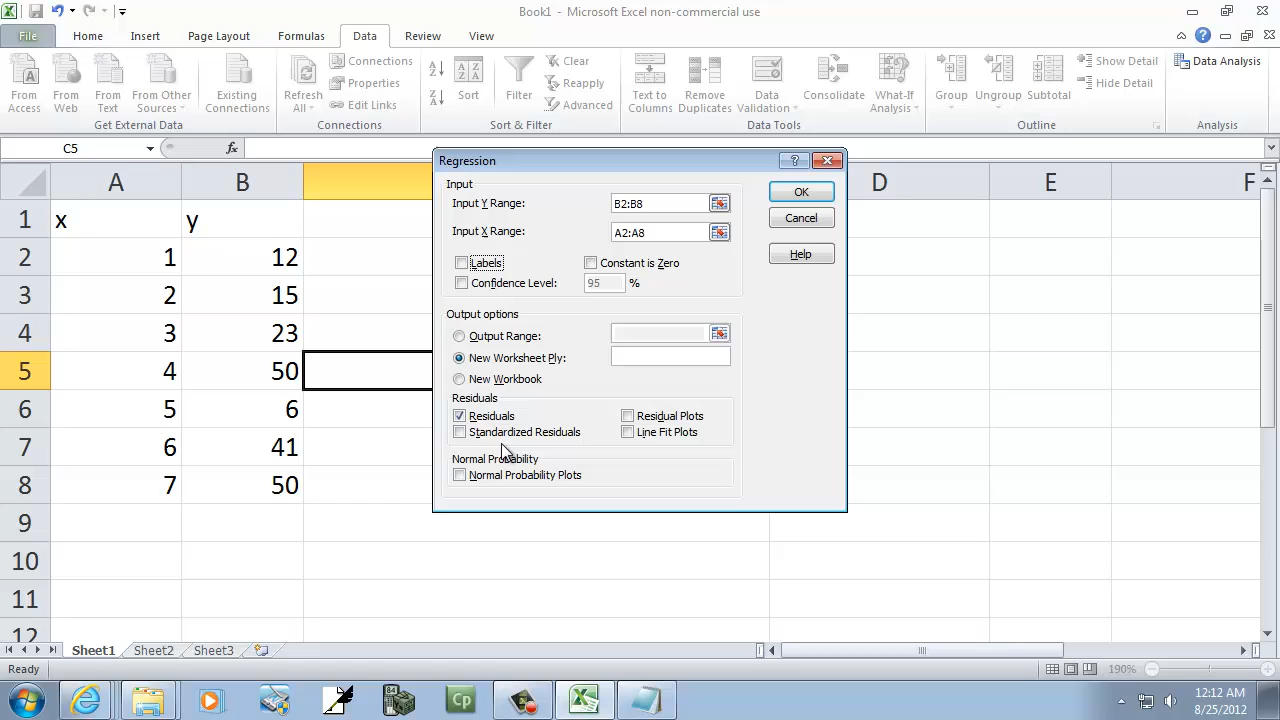 Book1 - Microsoft Excel non-commercial use
File Home Insert Page Layout Formulas Data Review View
From Access
From Web
From Text
From Other Sources
Existing Connections
Get External Data
Refresh All
Connections
Properties
Edit Links
Connections
Sort
Filter
Clear
Reapply
Advanced
Sort & Filter
Text to Columns
Remove Duplicates
Data Validation
Consolidate
What-If Analysis
Data Tools
Group
Ungroup
Subtotal
Show Detail
Hide Detail
Outline
Data Analysis
Analysis
C5 fx
A B D E F
1 x y
2 1 12
3 2 15
4 3 23
5 4 50
6 5 6
7 6 41
8 7 50
9
10
11
12
Regression
Input
Input Y Range: B2:B8
Input X Range: A2:A8
Labels Constant is Zero
Confidence Level: 95 %
OK
Cancel
Help
Output options
Output Range:
New Worksheet Ply:
New Workbook
Residuals
Residuals Residual Plots
Standardized Residuals Line Fit Plots
Normal Probability
Normal Probability Plots
Sheet1 Sheet2 Sheet3
Ready 190%
Cp
12:12 AM
8/25/2012